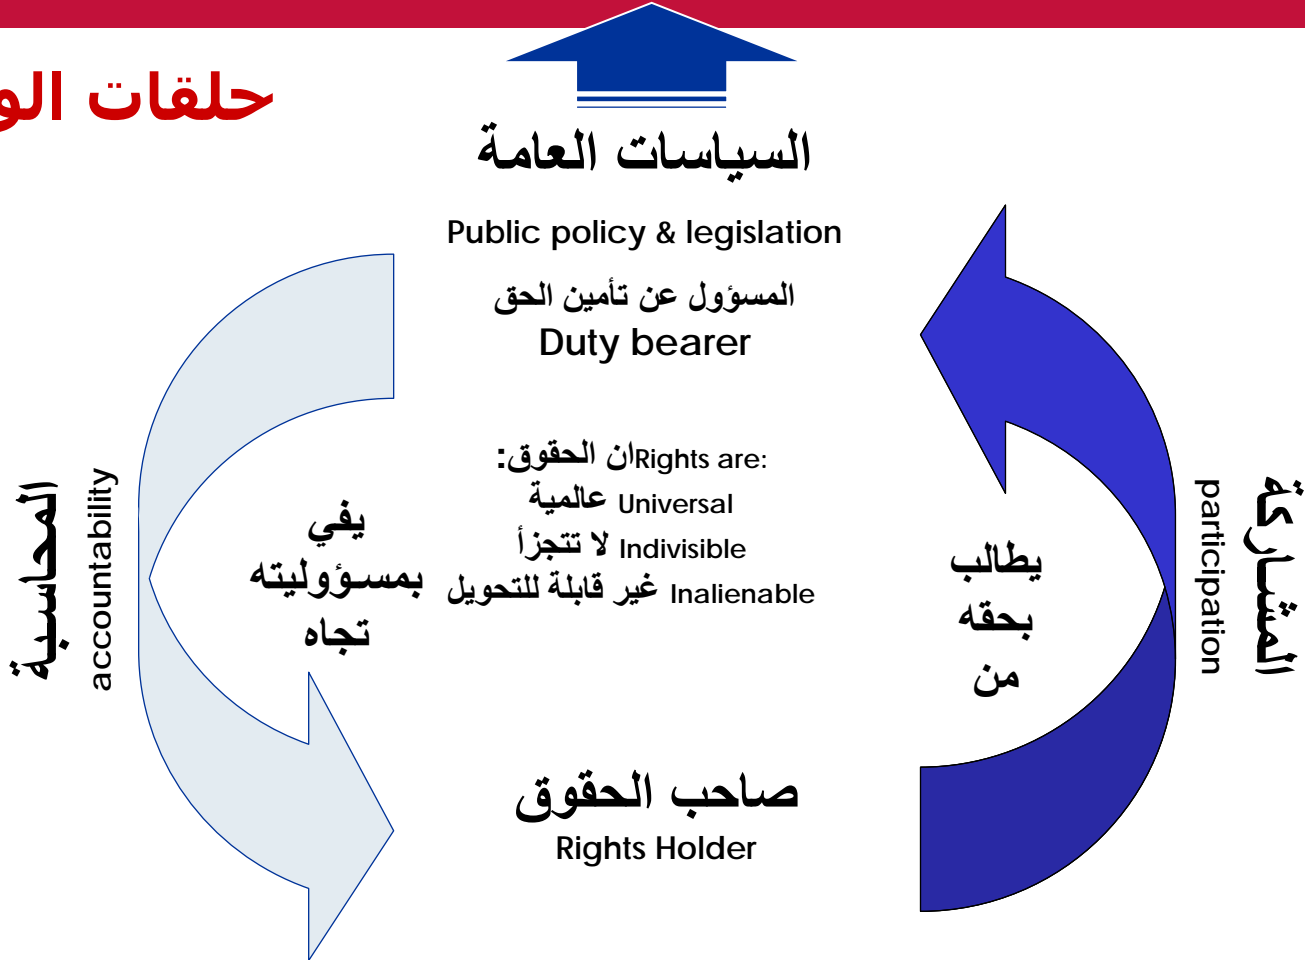 حلقات
السياسات العامة
Public policy & legislation
المسؤول عن تأمين الحق
Duty bearer
ان الحقوق: Rights are:
عالمية Universal
لا تتجزأ Indivisible
غير قابلة للتحويل Inalienable
يطالب
بحقه
من
المشاركة
participation
يفي
بمسؤوليته
تجاه
المحاسبة
accountability
صاحب الحقوق
Rights Holder